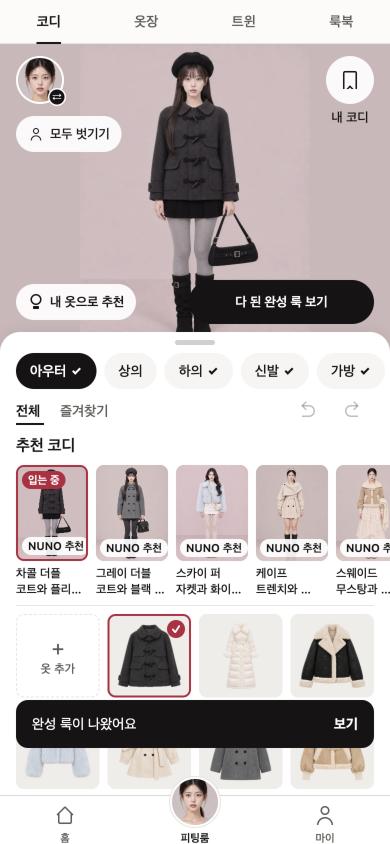 코디
옷장
트윈
룩북
내 코디
모두 벗기기
내 옷으로 추천
다 된 완성 룩 보기
아우터
상의
하의
신발
가방
전체
즐겨찾기
추천 코디
입는 중
NUNO 추천
NUNO 추천
NUNO 추천
NUNO 추천
NUNO 추
차콜 더플
코트와 플리...
그레이 더블
코트와 블랙 ...
스카이 퍼
자켓과 화이...
케이프
트렌치와 ...
스웨이드
무스탕과 ...
+
옷 추가
완성 룩이 나왔어요
보기
홈
피팅룸
마이